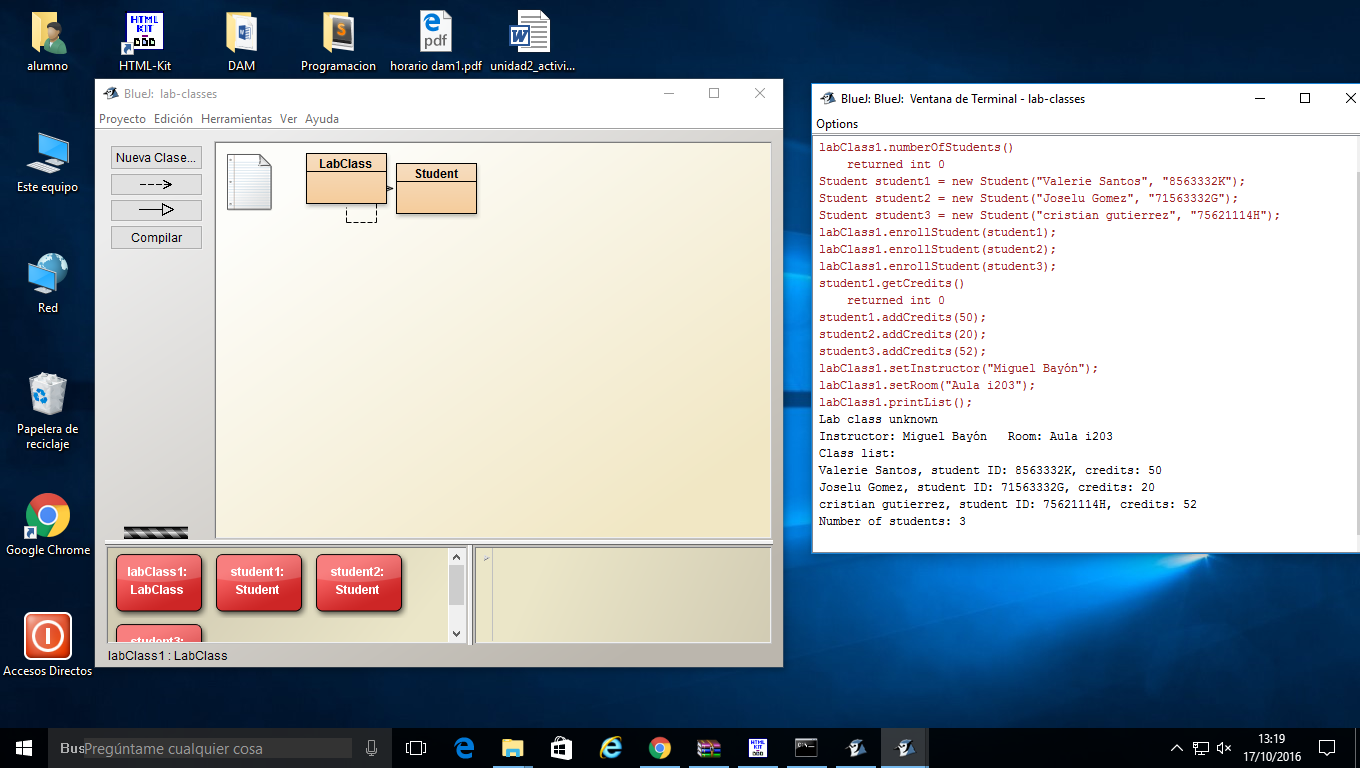 alumno
HTML-Kit
DAM
Programacion
horario dam1.pdf
unidad2_activi...
HTML
KIT
pdf
Este equipo
Red
Papelera de
reciclaje
Google Chrome
Accesos Directos
BlueJ: lab-classes
Proyecto Edición Herramientas Ver Ayuda
Nueva Clase...
Compilar
LabClass
Student
labClass1:
LabClass
student1:
Student
student2:
Student
student3:
labClass1 : LabClass
BlueJ: BlueJ: Ventana de Terminal - lab-classes
Options
labClass1.numberOfStudents()
returned int 0
Student student1 = new Student("Valerie Santos", "8563332K");
Student student2 = new Student("Joselu Gomez", "71563332G");
Student student3 = new Student("cristian gutierrez", "75621114H");
labClass1.enrollStudent(student1);
labClass1.enrollStudent(student2);
labClass1.enrollStudent(student3);
student1.getCredits()
returned int 0
student1.addCredits(50);
student2.addCredits(20);
student3.addCredits(52);
labClass1.setInstructor("Miguel Bayón");
labClass1.setRoom("Aula i203");
labClass1.printList();
Lab class unknown
Instructor: Miguel Bayón Room: Aula i203
Class list:
Valerie Santos, student ID: 8563332K, credits: 50
Joselu Gomez, student ID: 71563332G, credits: 20
cristian gutierrez, student ID: 75621114H, credits: 52
Number of students: 3
Bus
Pregúntame cualquier cosa
HTML
KIT
13:19
17/10/2016